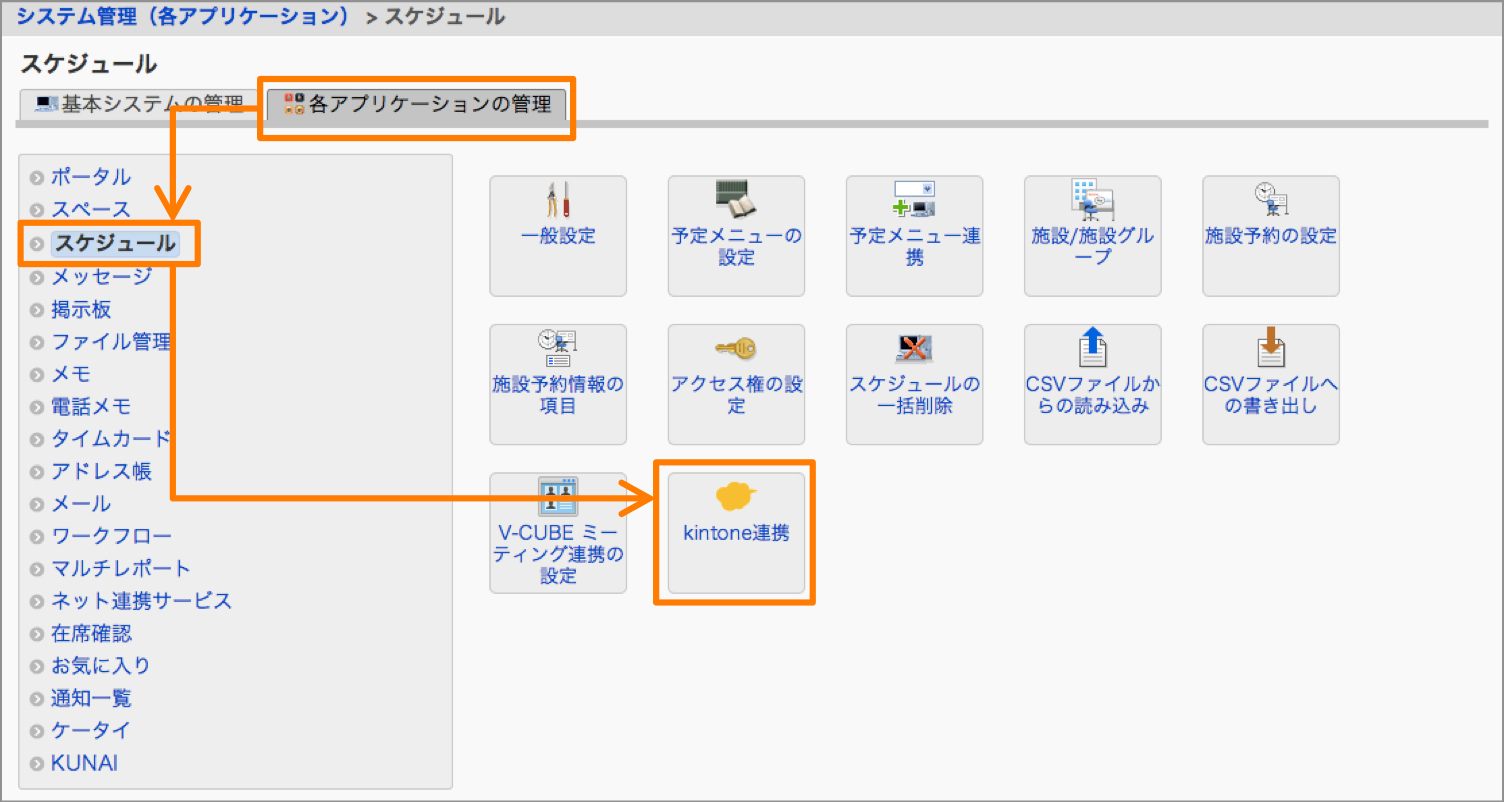 システム管理（各アプリケーション） > スケジュール
スケジュール
基本システムの管理
各アプリケーションの管理
ポータル
スペース
スケジュール
メッセージ
掲示板
ファイル管理
メモ
電話メモ
タイムカード
アドレス帳
メール
ワークフロー
マルチレポート
ネット連携サービス
在席確認
お気に入り
通知一覧
ケータイ
KUNAI
一般設定
予定メニューの
設定
予定メニュー連
携
施設/施設グル
ープ
施設予約の設定
施設予約情報の
項目
アクセス権の設
定
スケジュールの
一括削除
CSVファイルか
らの読み込み
CSVファイルへ
の書き出し
V-CUBE ミー
ティング連携の
設定
kintone連携